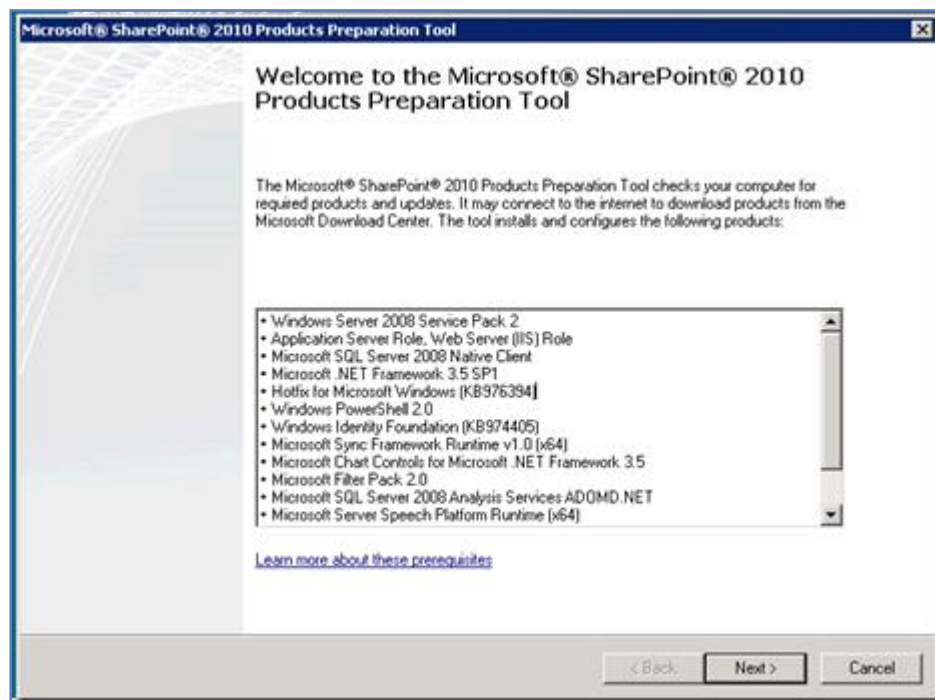 Microsoft® SharePoint® 2010 Products Preparation Tool
Welcome to the Microsoft® SharePoint® 2010
Products Preparation Tool
The Microsoft® SharePoint® 2010 Products Preparation Tool checks your computer for
required products and updates. It may connect to the internet to download products from the
Microsoft Download Center. The tool installs and configures the following products:
• Windows Server 2008 Service Pack 2
• Application Server Role, Web Server (IIS) Role
• Microsoft SQL Server 2008 Native Client
• Microsoft .NET Framework 3.5 SP1
• Hotfix for Microsoft Windows (KB976394)
• Windows PowerShell 2.0
• Windows Identity Foundation (KB974405)
• Microsoft Sync Framework Runtime v1.0 (x64)
• Microsoft Chart Controls for Microsoft .NET Framework 3.5
• Microsoft Filter Pack 2.0
• Microsoft SQL Server 2008 Analysis Services ADOMD.NET
• Microsoft Server Speech Platform Runtime (x64)
Learn more about these prerequisites
< Back
Next >
Cancel